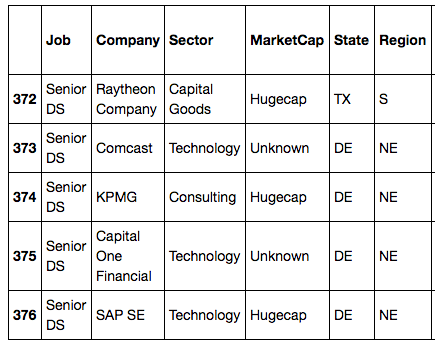 Job Company Sector MarketCap State Region
372 Senior DS Raytheon Company Capital Goods Hugecap TX S
373 Senior DS Comcast Technology Unknown DE NE
374 Senior DS KPMG Consulting Hugecap DE NE
375 Senior DS Capital One Financial Technology Unknown DE NE
376 Senior DS SAP SE Technology Hugecap DE NE